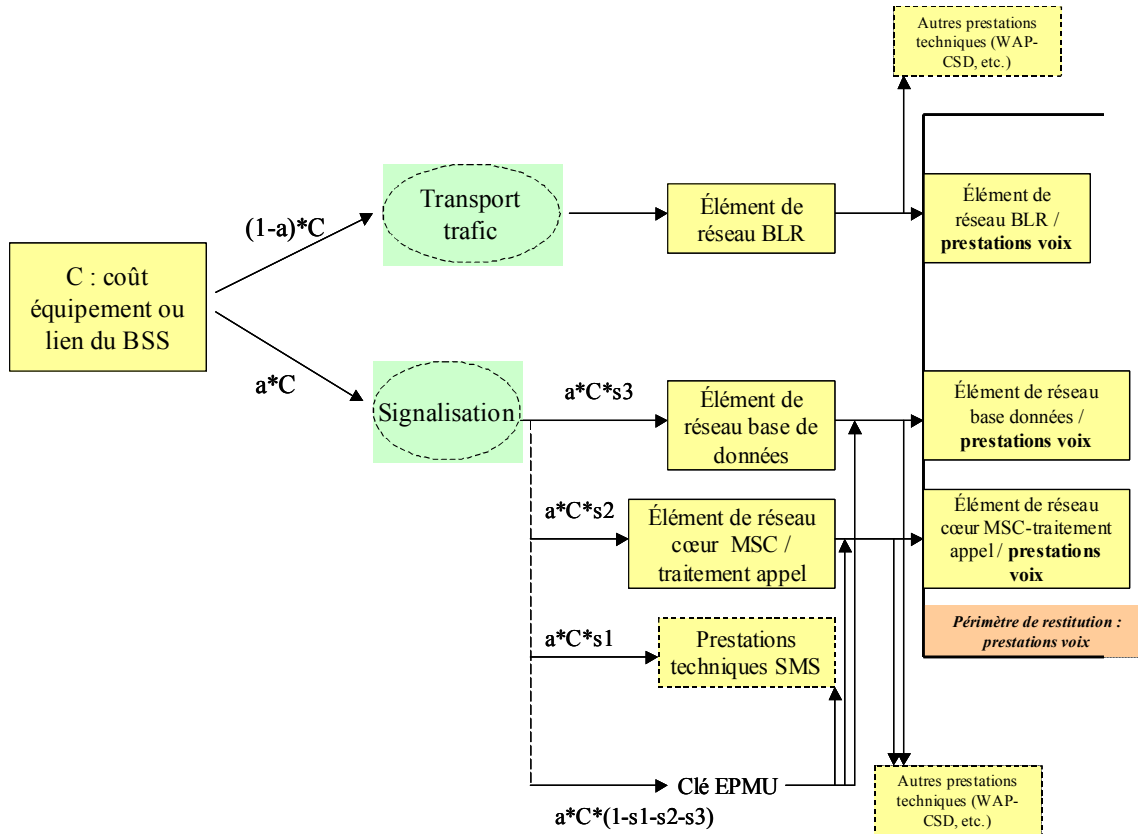 Autres prestations
techniques (WAP-
CSD, etc.)
Transport
trafic
Élément de
réseau BLR
Élément de
réseau BLR /
prestations voix
(1-a)*C
C : coût
équipement ou
lien du BSS
a*C
Signalisation
a*C*s3
Élément de
réseau base de
données
Élément de réseau
base données /
prestations voix
a*C*s2
Élément de réseau
cœur MSC /
traitement appel
Élément de réseau
cœur MSC-traitement
appel / prestations
voix
a*C*s1
Prestations
techniques SMS
Périmètre de restitution :
prestations voix
Clé EPMU
a*C*(1-s1-s2-s3)
Autres prestations
techniques (WAP-
CSD, etc.)